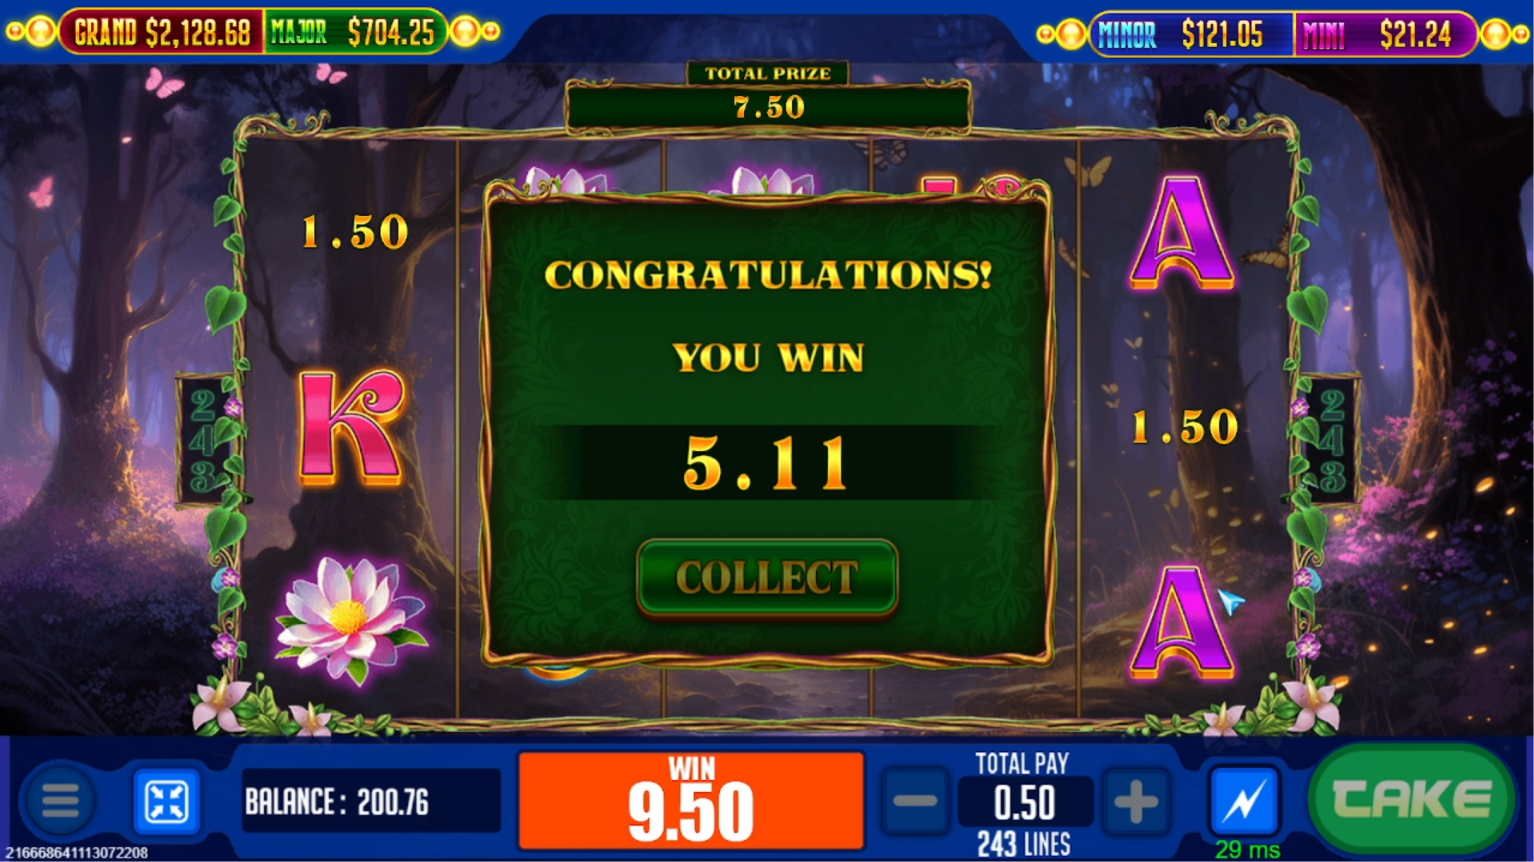 GRAND $2,128.68 MAJOR $704.25
MINOR $121.05 MINI $21.24
TOTAL PRIZE
7.50
1.50
A
CONGRATULATIONS!
YOU WIN
5.11
COLLECT
K
1.50
243
243
A
BALANCE: 200.76
WIN
9.50
TOTAL PAY
0.50
243 LINES
29 ms
TAKE
216668641113072208